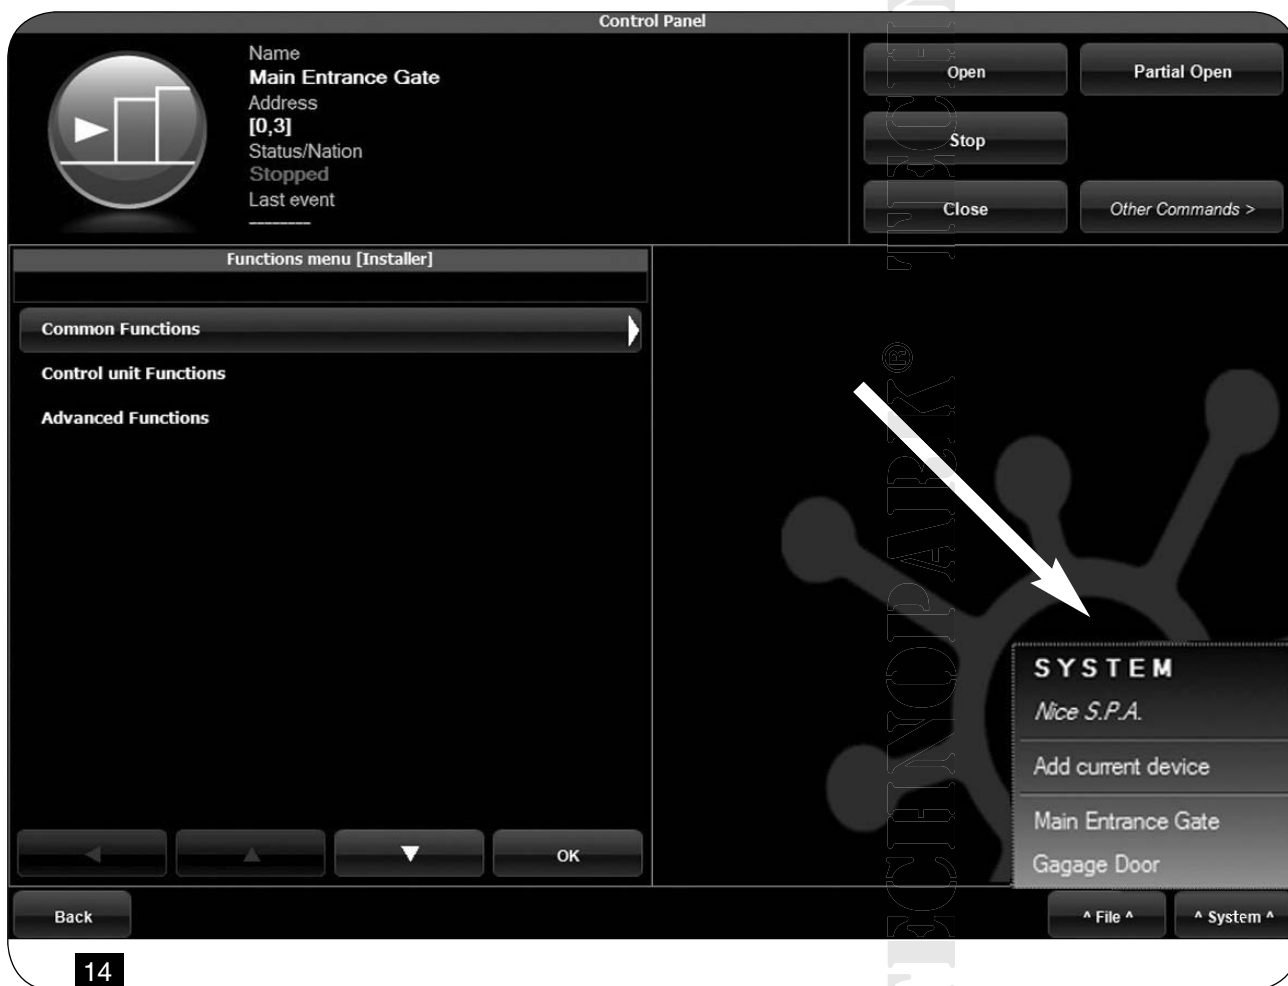 Control Panel
Name
Main Entrance Gate
Address
[0,3]
Status/Nation
Stopped
Last event
--------
Open
Partial Open
Stop
Close
Other Commands >
Functions menu [Installer]
Common Functions
Control unit Functions
Advanced Functions
OK
SYSTEM
Nice S.P.A.
Add current device
Main Entrance Gate
Gagage Door
Back
^ File ^
^ System ^
14
TECHNOPARK®